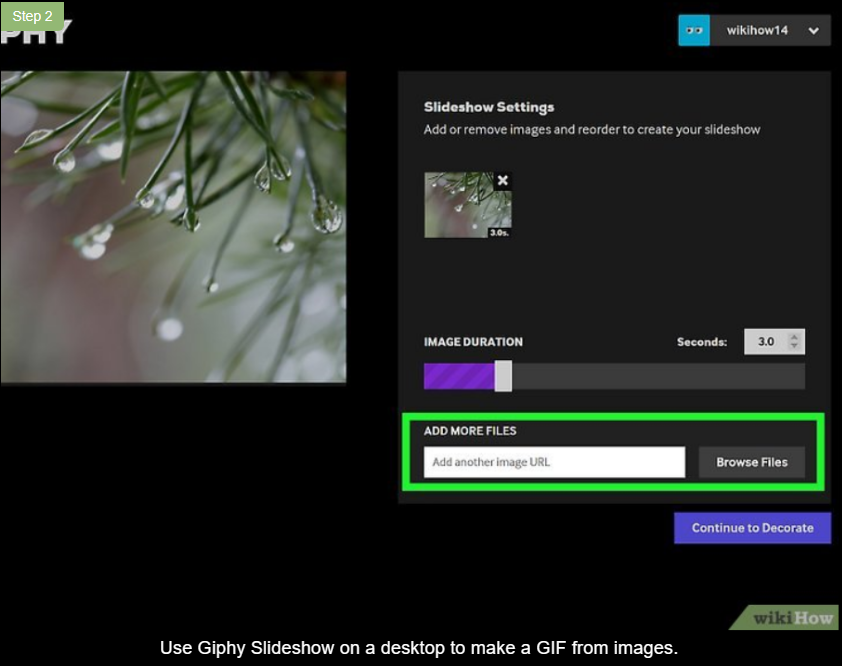 Step 2
PHY
wikihow14
Slideshow Settings
Add or remove images and reorder to create your slideshow
3.0s.
IMAGE DURATION
Seconds: 3.0
ADD MORE FILES
Add another image URL
Browse Files
Continue to Decorate
wikiHow
Use Giphy Slideshow on a desktop to make a GIF from images.